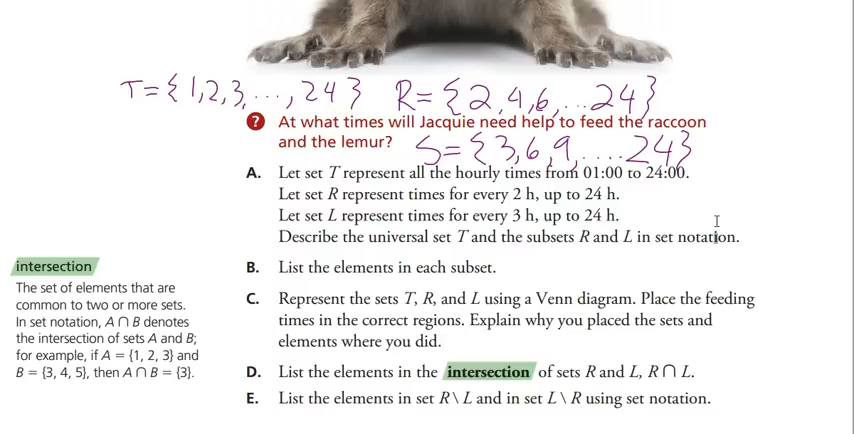 T={1,2,3,...,24} R={2,4,6,...24}
? At what times will Jacquie need help to feed the raccoon
and the lemur?
S={3,6,9,....24}
A. Let set T represent all the hourly times from 01:00 to 24:00.
Let set R represent times for every 2 h, up to 24 h.
Let set L represent times for every 3 h, up to 24 h.
Describe the universal set T and the subsets R and L in set notation.
intersection
The set of elements that are
common to two or more sets.
In set notation, A ∩ B denotes
the intersection of sets A and B;
for example, if A = {1, 2, 3} and
B = {3, 4, 5}, then A ∩ B = {3}.
B. List the elements in each subset.
C. Represent the sets T, R, and L using a Venn diagram. Place the feeding
times in the correct regions. Explain why you placed the sets and
elements where you did.
D. List the elements in the intersection of sets R and L, R ∩ L.
E. List the elements in set R \ L and in set L \ R using set notation.